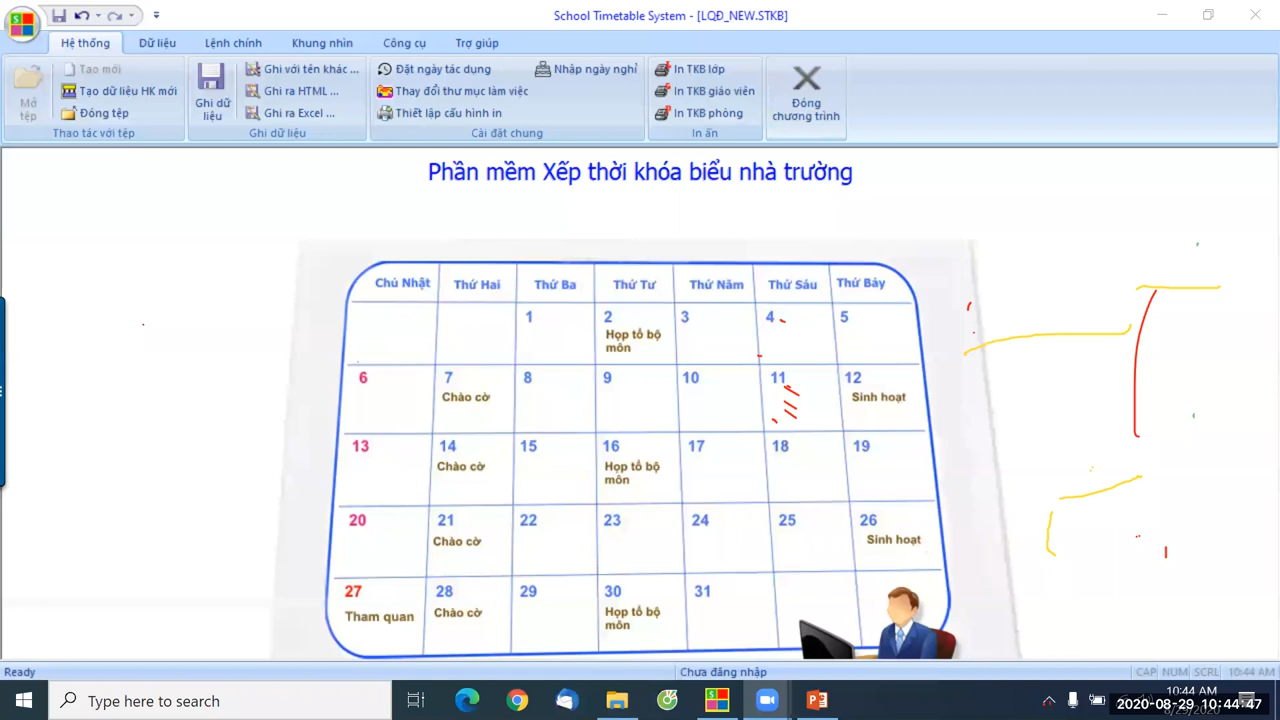 School Timetable System - [LQĐ_NEW.STKB]
Hệ thống Dữ liệu Lệnh chính Khung nhìn Công cụ Trợ giúp
Mở tệp
Tạo mới
Tạo dữ liệu HK mới
Đóng tệp
Thao tác với tệp
Ghi dữ liệu
Ghi với tên khác ...
Ghi ra HTML ...
Ghi ra Excel ...
Ghi dữ liệu
Đặt ngày tác dụng
Nhập ngày nghỉ
Thay đổi thư mục làm việc
Thiết lập cấu hình in
Cài đặt chung
In TKB lớp
In TKB giáo viên
In TKB phòng
In ấn
Đóng
chương trình
Phần mềm Xếp thời khóa biểu nhà trường
Chủ Nhật Thứ Hai Thứ Ba Thứ Tư Thứ Năm Thứ Sáu Thứ Bảy
1 2 3 4 5
Họp tổ bộ
môn
6 7 8 9 10 11 12
Chào cờ Sinh hoạt
13 14 15 16 17 18 19
Chào cờ Họp tổ bộ
môn
20 21 22 23 24 25 26
Chào cờ Sinh hoạt
27 28 29 30 31
Tham quan Chào cờ Họp tổ bộ
môn
Ready Chưa đăng nhập CAP NUM SCRL 10:44 AM
Type here to search
10:44 AM
2020-08-29 10:44:47